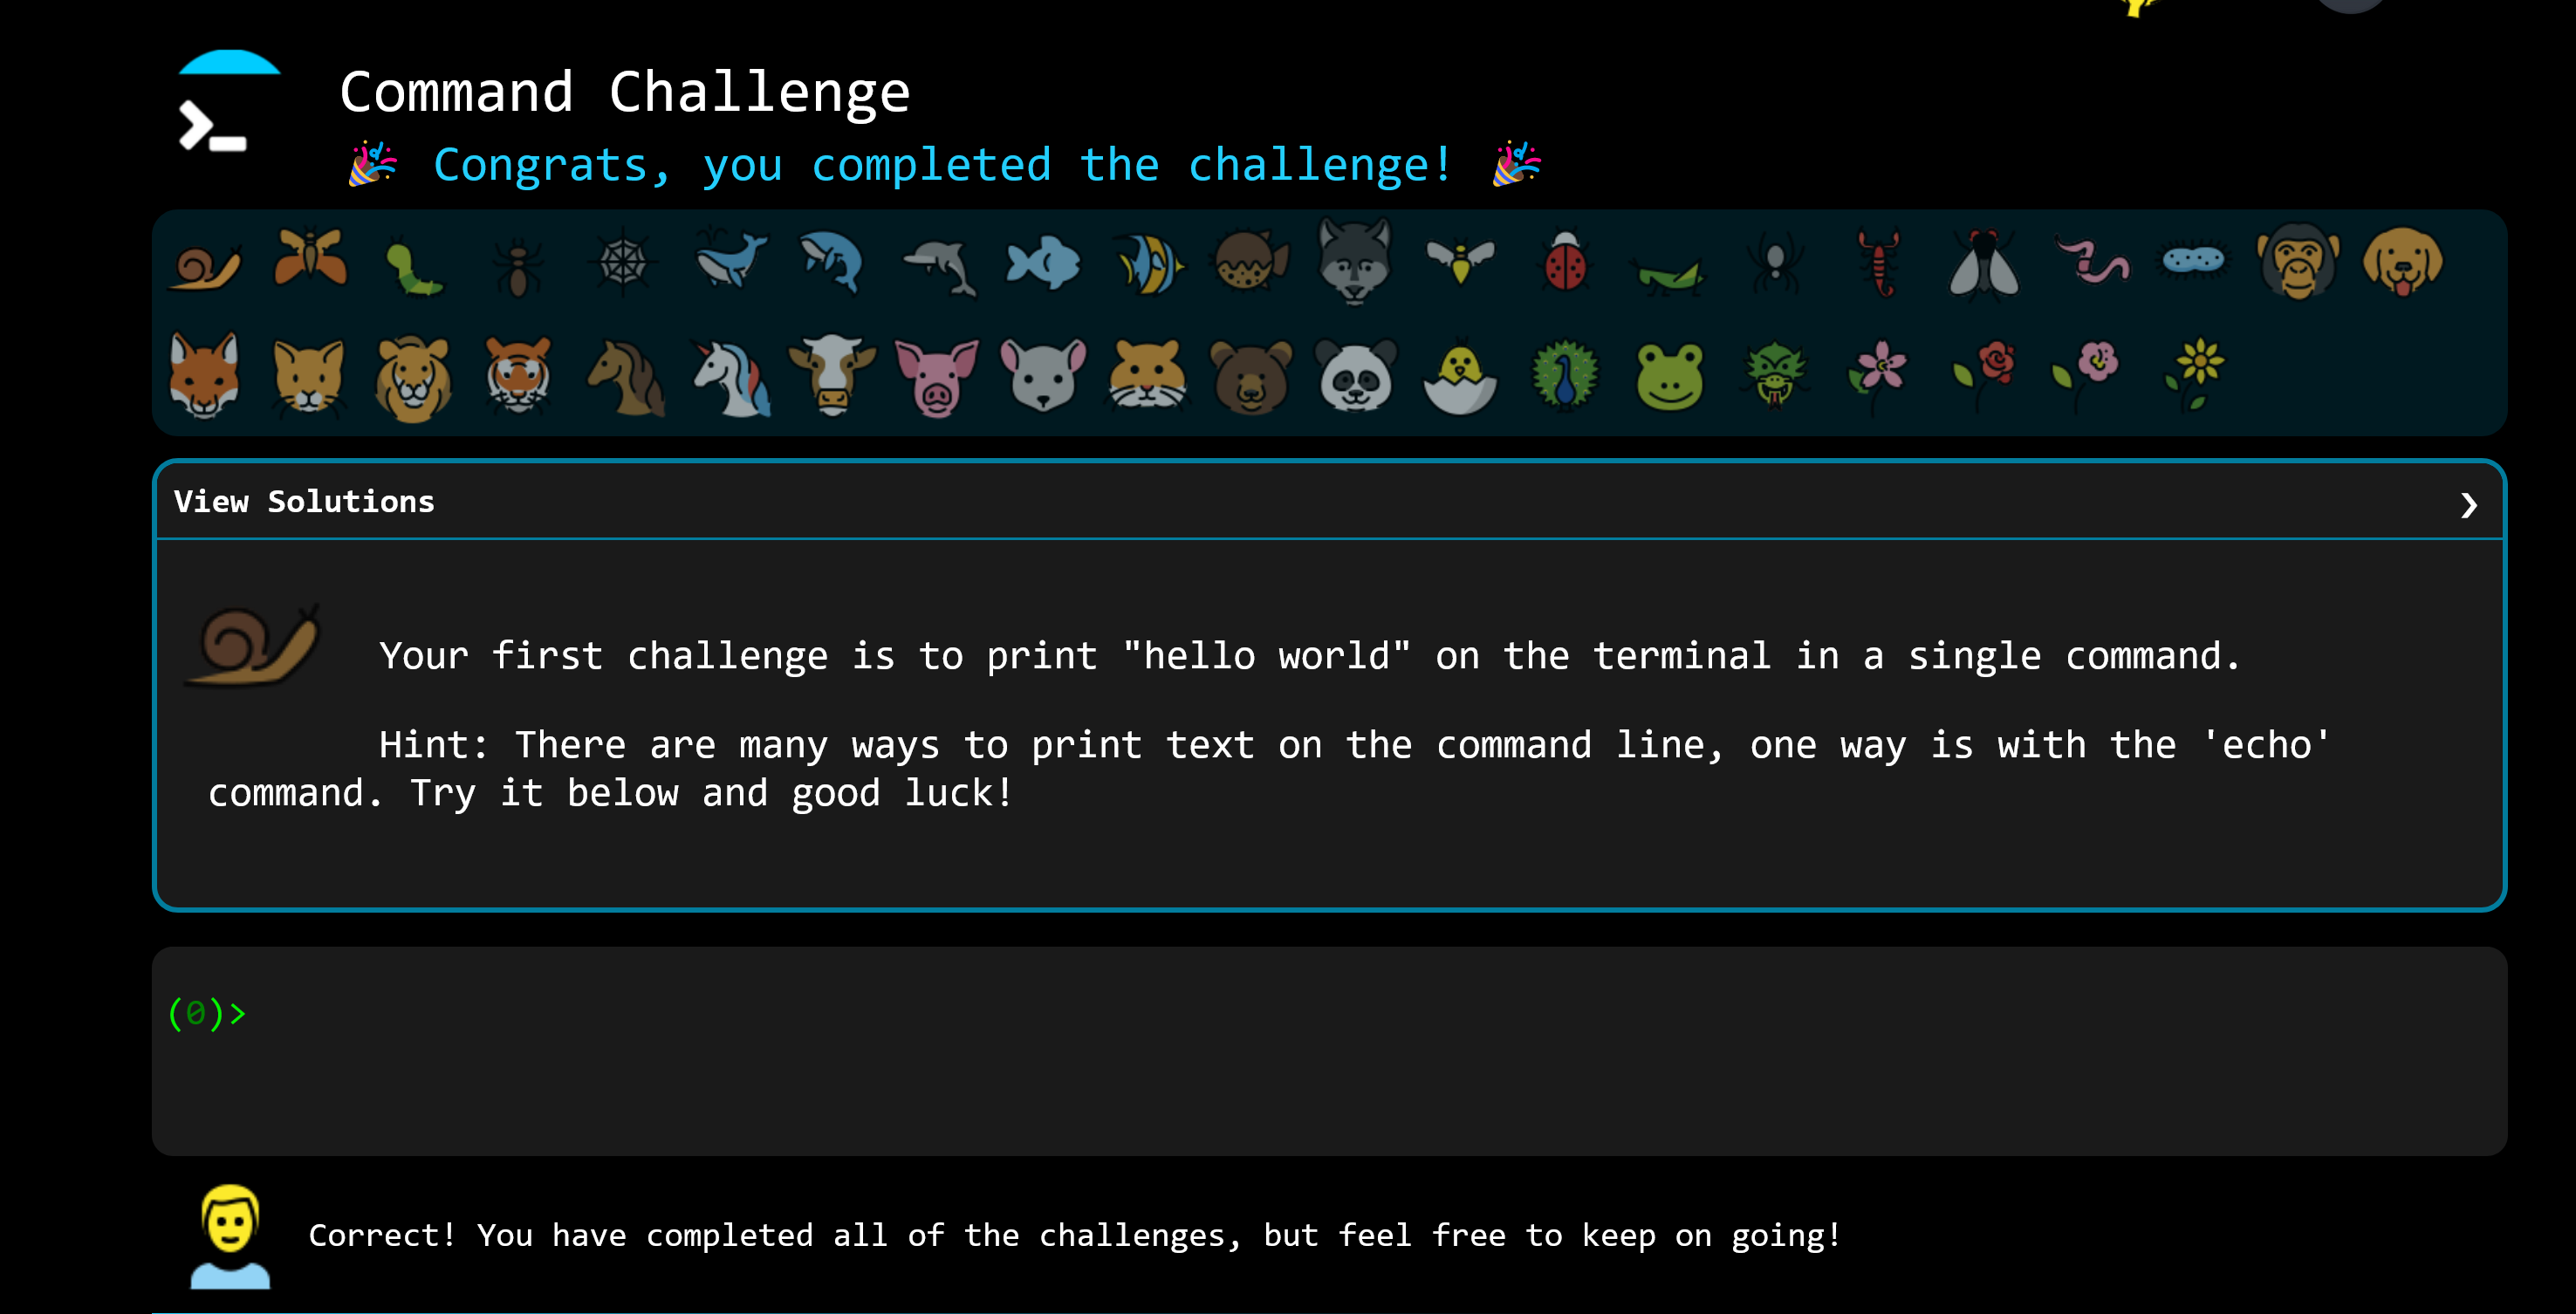 Command Challenge
🎉 Congrats, you completed the challenge! 🎉
View Solutions
Your first challenge is to print "hello world" on the terminal in a single command.
Hint: There are many ways to print text on the command line, one way is with the 'echo'
command. Try it below and good luck!
(0)>
Correct! You have completed all of the challenges, but feel free to keep on going!